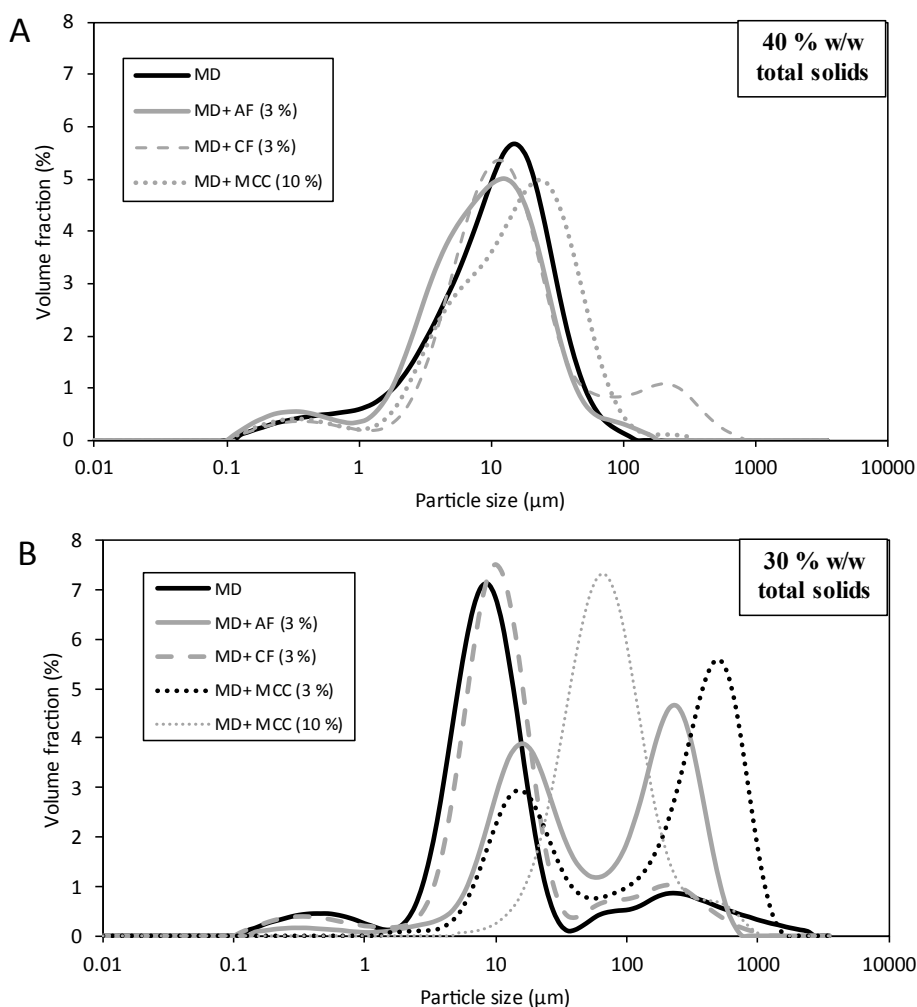 A
40 % w/w
total solids
MD
MD+ AF (3 %)
MD+ CF (3 %)
MD+ MCC (10 %)
Volume fraction (%)
8
7
6
5
4
3
2
1
0
0.01 0.1 1 10 100 1000 10000
Particle size (µm)
B
30 % w/w
total solids
MD
MD+ AF (3 %)
MD+ CF (3 %)
MD+ MCC (3 %)
MD+ MCC (10 %)
Volume fraction (%)
8
7
6
5
4
3
2
1
0
0.01 0.1 1 10 100 1000 10000
Particle size (µm)